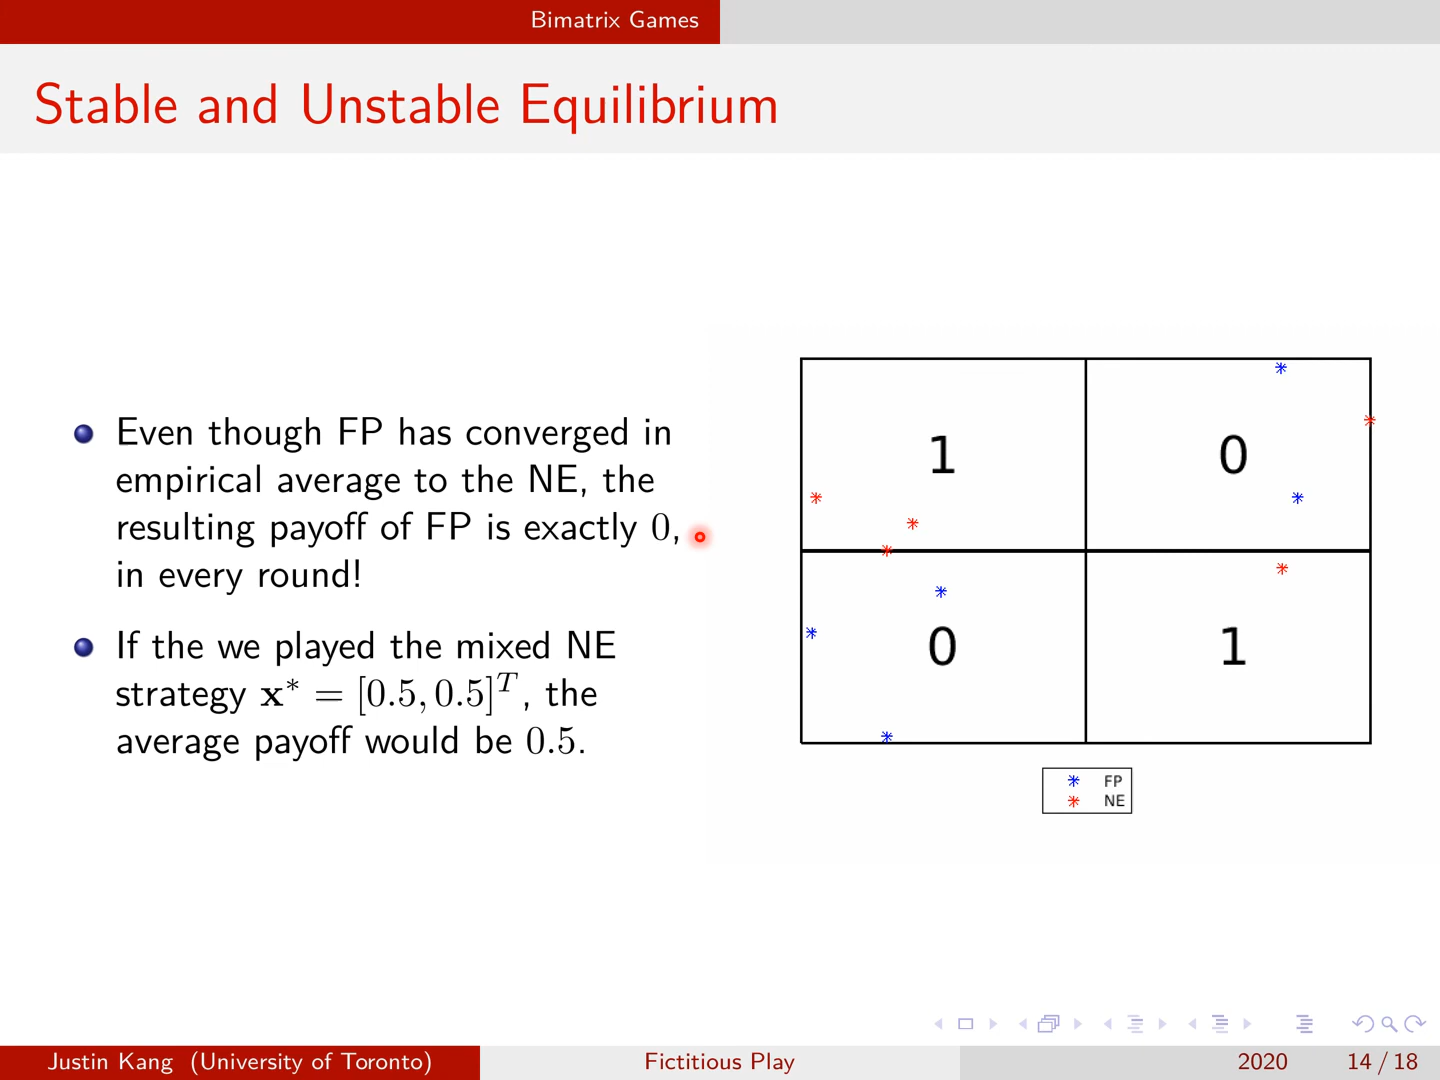 Bimatrix Games
Stable and Unstable Equilibrium
Even though FP has converged in
empirical average to the NE, the
resulting payoff of FP is exactly 0,
in every round!
If the we played the mixed NE
strategy x* = [0.5, 0.5]^T, the
average payoff would be 0.5.
1 0
0 1
FP
NE
Justin Kang (University of Toronto) Fictitious Play 2020 14 / 18